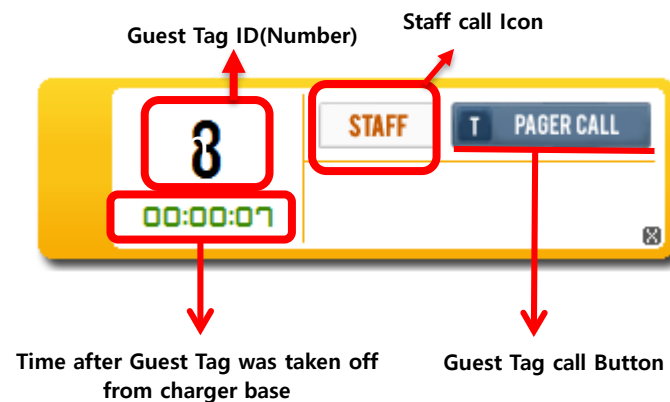 Guest Tag ID(Number)
Staff call Icon
8
STAFF
T PAGER CALL
00:00:07
X
Time after Guest Tag was taken off
from charger base
Guest Tag call Button